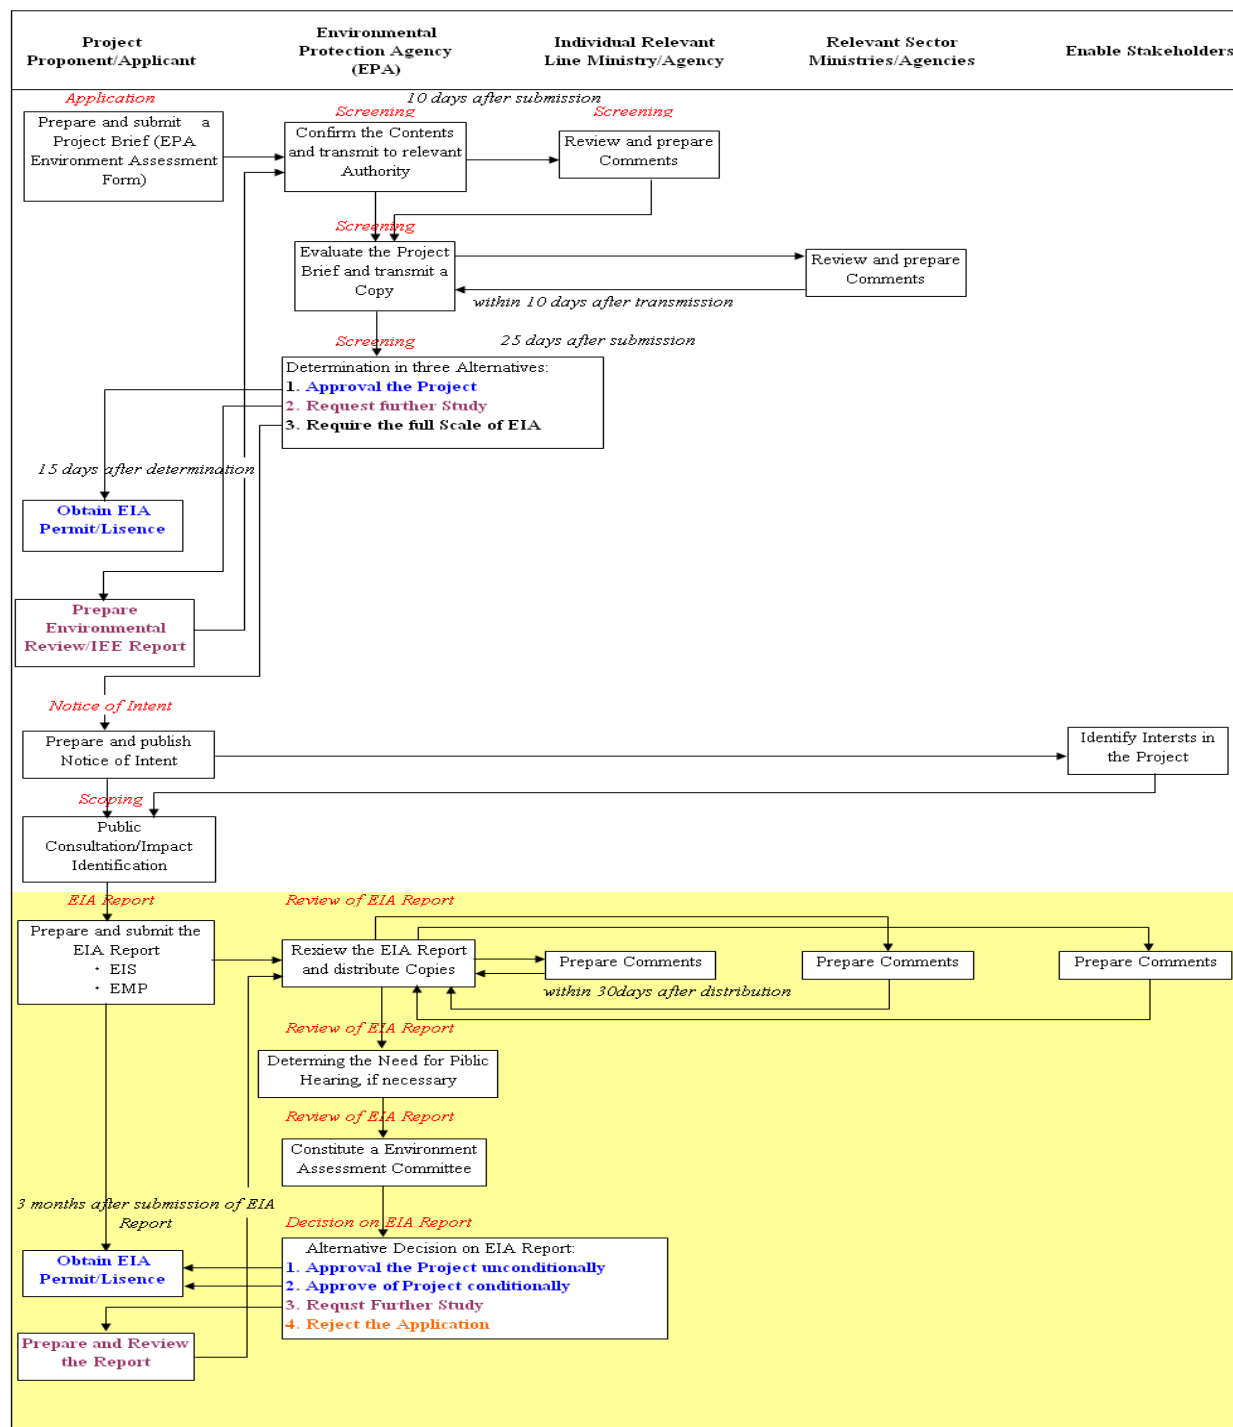 Project
Proponent/Applicant
Environmental
Protection Agency
(EPA)
Individual Relevant
Line Ministry/Agency
Relevant Sector
Ministries/Agencies
Enable Stakeholders
Application
10 days after submission
Screening
Screening
Prepare and submit a
Project Brief (EPA
Environment Assessment
Form)
Confirm the Contents
and transmit to relevant
Authority
Review and prepare
Comments
Screening
Evaluate the Project
Brief and transmit a
Copy
Review and prepare
Comments
within 10 days after transmission
Screening
25 days after submission
Determination in three Alternatives:
1. Approval the Project
2. Request further Study
3. Require the full Scale of EIA
15 days after determination
Obtain EIA
Permit/Lisence
Prepare
Environmental
Review/IEE Report
Notice of Intent
Prepare and publish
Notice of Intent
Identify Intersts in
the Project
Scoping
Public
Consultation/Impact
Identification
EIA Report
Review of EIA Report
Prepare and submit the
EIA Report
・ EIS
・ EMP
Rexiew the EIA Report
and distribute Copies
Prepare Comments
Prepare Comments
Prepare Comments
within 30days after distribution
Review of EIA Report
Determing the Need for Piblic
Hearing, if necessary
Review of EIA Report
Constitute a Environment
Assessment Committee
3 months after submission of EIA
Report
Decision on EIA Report
Obtain EIA
Permit/Lisence
Alternative Decision on EIA Report:
1. Approval the Project unconditionally
2. Approve of Project conditionally
3. Requst Further Study
4. Reject the Application
Prepare and Review
the Report